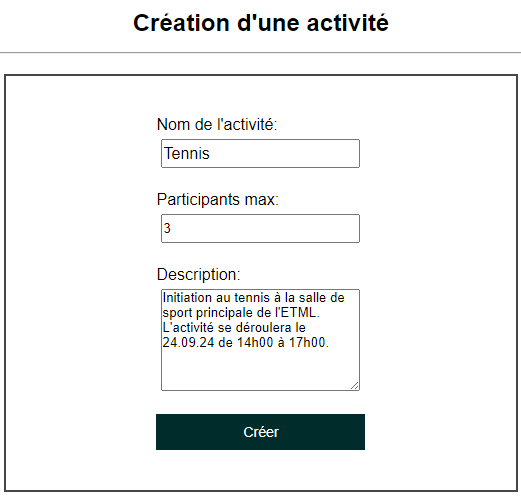 Création d'une activité
Nom de l'activité:
Tennis
Participants max:
3
Description:
Initiation au tennis à la salle de
sport principale de l'ETML.
L'activité se déroulera le
24.09.24 de 14h00 à 17h00.
Créer